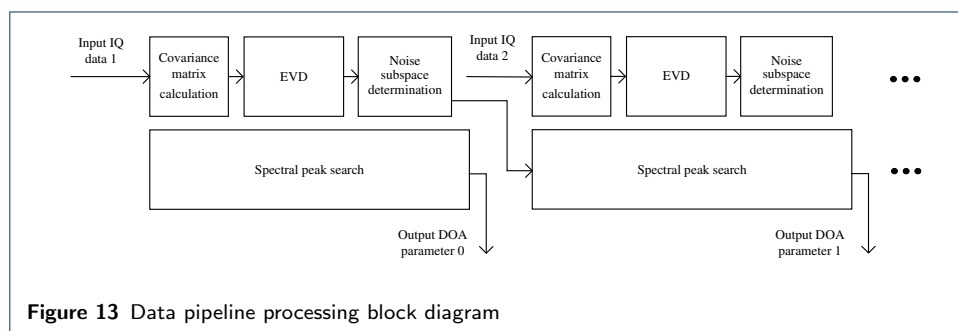 Input IQ
data 1
Covariance
matrix
calculation
EVD
Noise
subspace
determination
Input IQ
data 2
Covariance
matrix
calculation
EVD
Noise
subspace
determination
Spectral peak search
Spectral peak search
Output DOA
parameter 0
Output DOA
parameter 1
Figure 13 Data pipeline processing block diagram